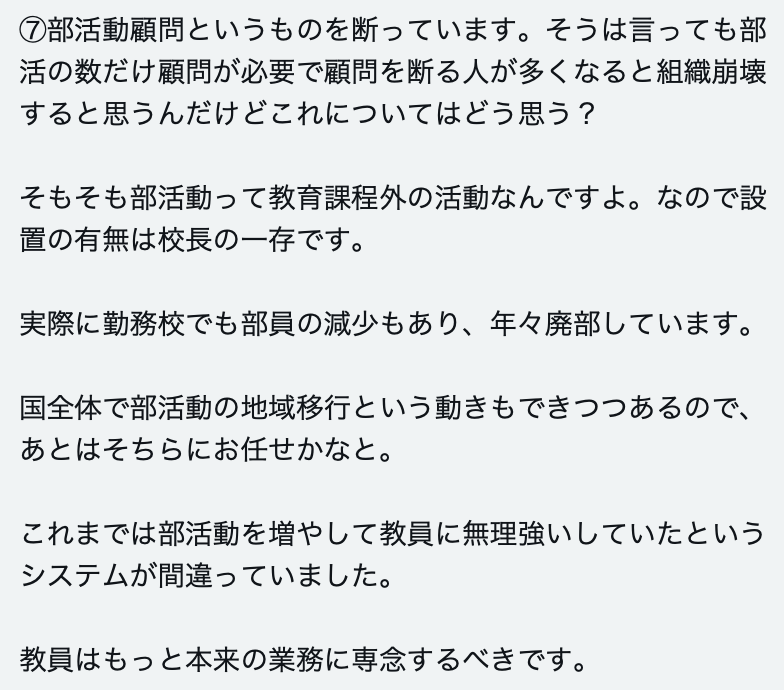 ⑦部活動顧問というものを断っています。そうは言っても部
活の数だけ顧問が必要で顧問を断る人が多くなると組織崩壊
すると思うんだけどこれについてはどう思う？
そもそも部活動って教育課程外の活動なんですよ。なので設
置の有無は校長の一存です。
実際に勤務校でも部員の減少もあり、年々廃部しています。
国全体で部活動の地域移行という動きもできつつあるので、
あとはそちらにお任せかなと。
これまでは部活動を増やして教員に無理強いしていたという
システムが間違っていました。
教員はもっと本来の業務に専念するべきです。